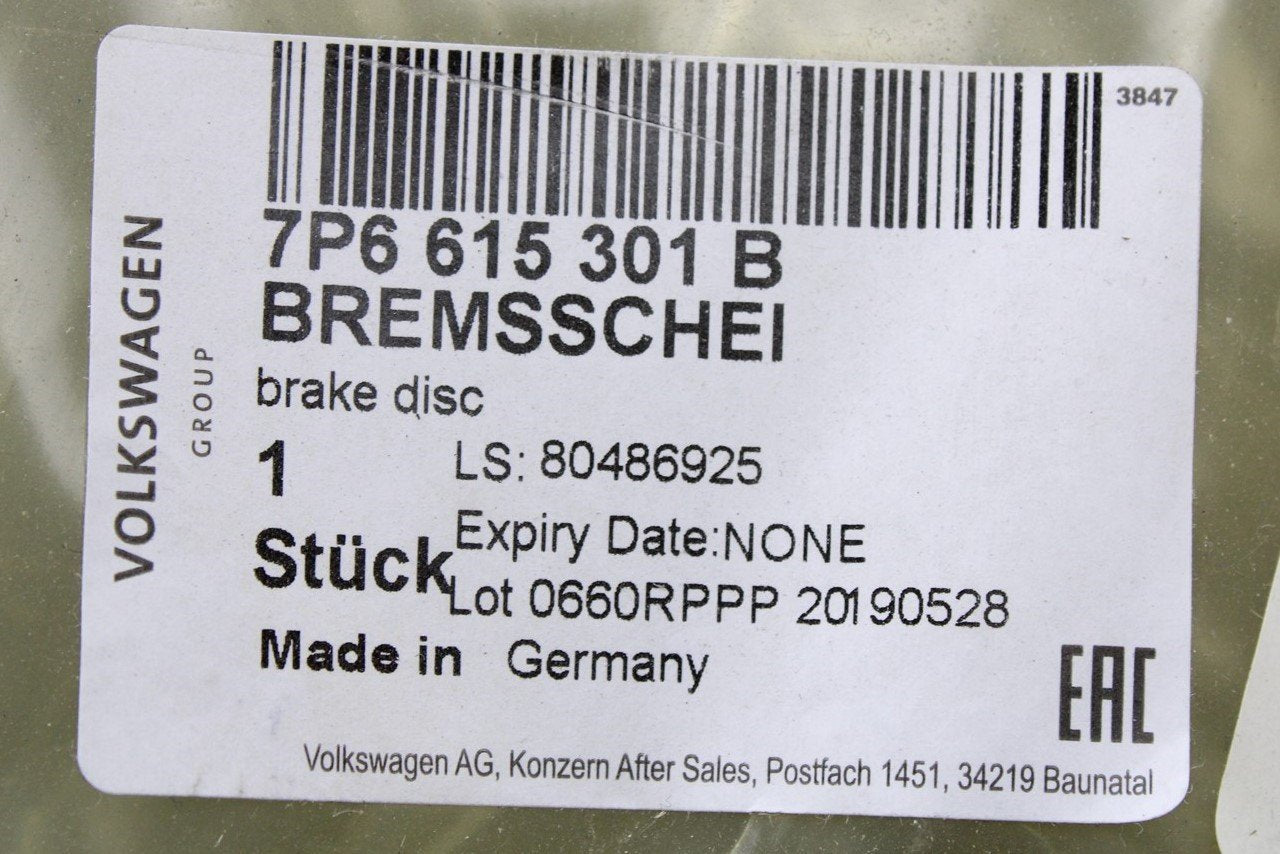 3847
VOLKSWAGEN
GROUP
7P6 615 301 B
BREMSSCHEI
brake disc
1
LS: 80486925
Stück
Expiry Date:NONE
Lot 0660RPPP 20190528
Made in Germany
EAC
Volkswagen AG, Konzern After Sales, Postfach 1451, 34219 Baunatal